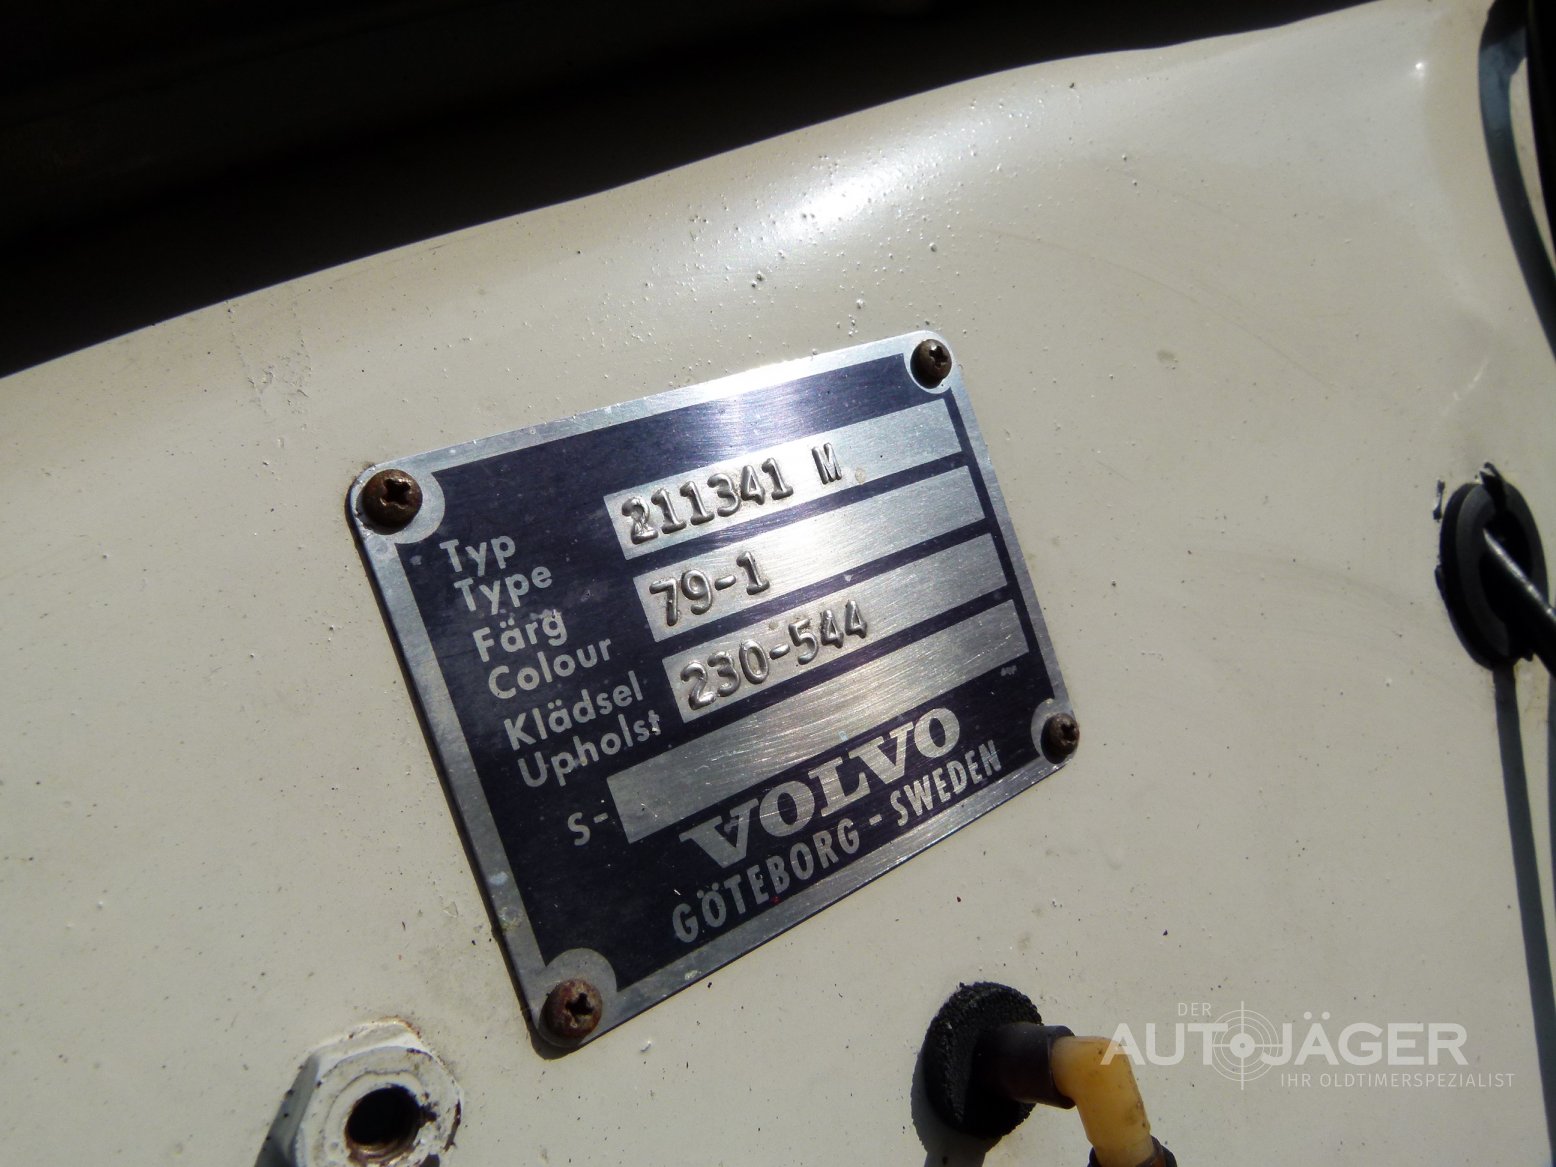 Typ
Type
211341 M
Färg
Colour
79-1
Klädsel
Upholst
230-544
S-
VOLVO
GÖTEBORG - SWEDEN
DER
AUTOJÄGER
IHR OLDTIMERSPEZIALIST